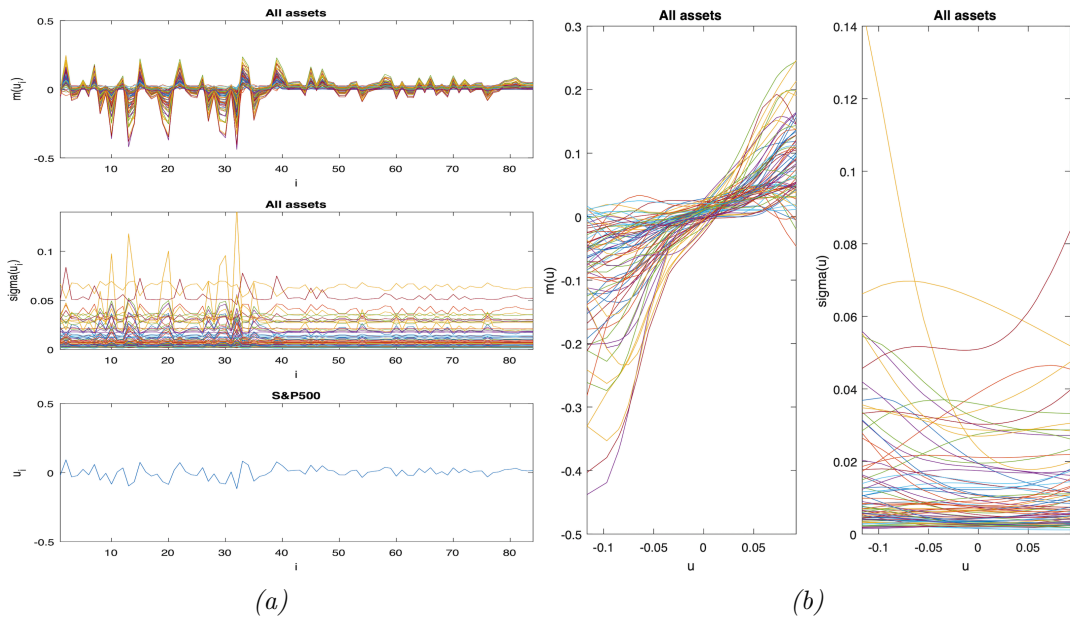 All assets
0.5
0
-0.5
m(u_i)
10 20 30 40 50 60 70 80
i
All assets
0.1
0.05
0
sigma(u_i)
10 20 30 40 50 60 70 80
i
S&P500
0.5
0
-0.5
u_i
10 20 30 40 50 60 70 80
i
(a)
All assets
0.3
0.2
0.1
0
-0.1
-0.2
-0.3
-0.4
-0.5
m(u)
-0.1 -0.05 0 0.05
u
All assets
0.14
0.12
0.1
0.08
0.06
0.04
0.02
0
sigma(u)
-0.1 -0.05 0 0.05
u
(b)